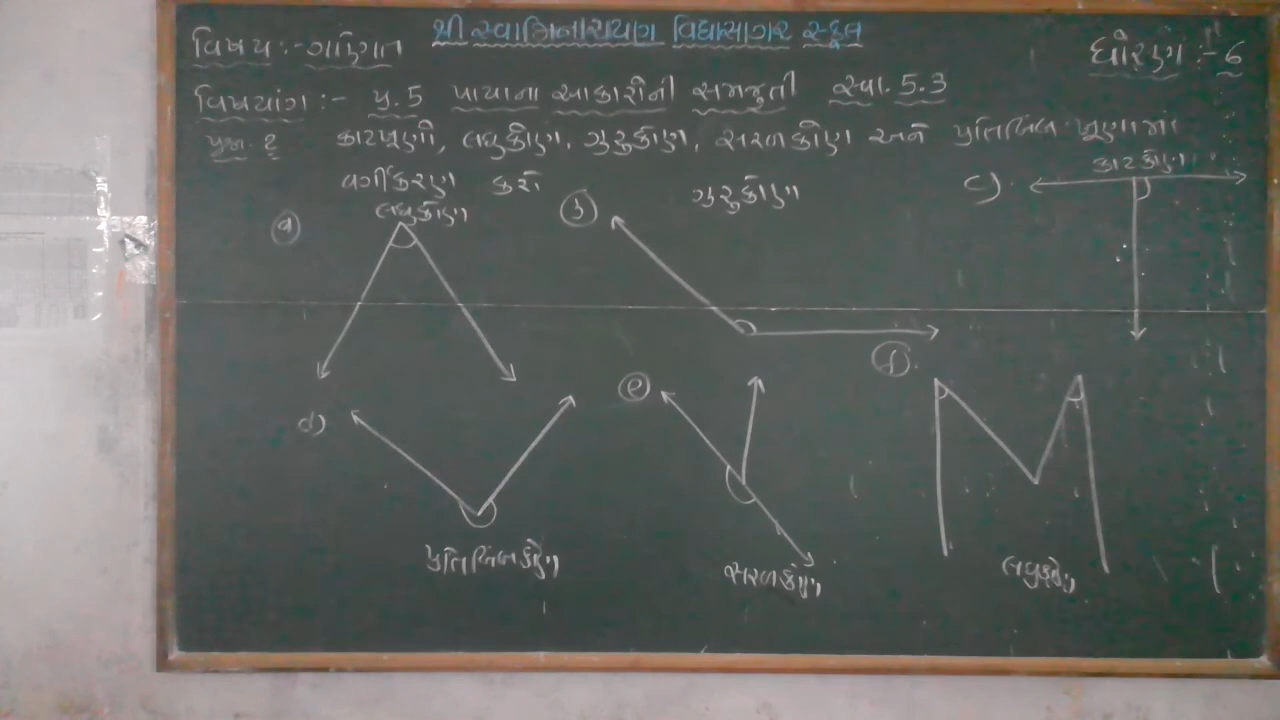 શ્રી સ્વામિનારાયણ વિદ્યાસાગર સ્કૂલ
વિષય :- ગણિત
ધોરણ :- 6
વિષયાંગ :- પ્ર. 5 પાયાના આકારોની સમજુતી સ્વા. 5.3
પ્રશ્ન. 1 કાટખૂણો, લઘુકોણ, ગુરુકોણ, સરળકોણ અને પ્રતિબિંબ ખૂણામાં
વર્ગીકરણ કરો
a) લઘુકોણ
b) ગુરુકોણ
c) કાટકોણ
d) પ્રતિબિંબકોણ
e) સરળકોણ
f) લઘુકોણ